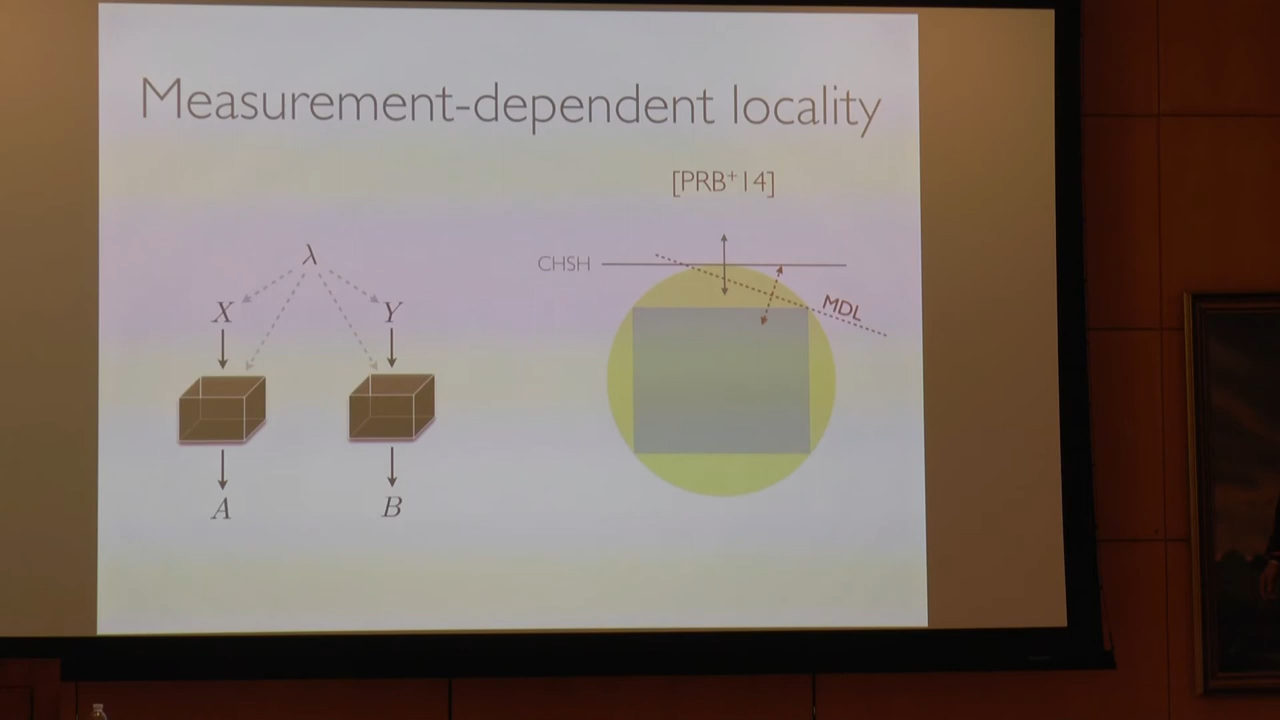 Measurement-dependent locality
[PRB+14]
λ
CHSH
X
Y
MDL
A
B